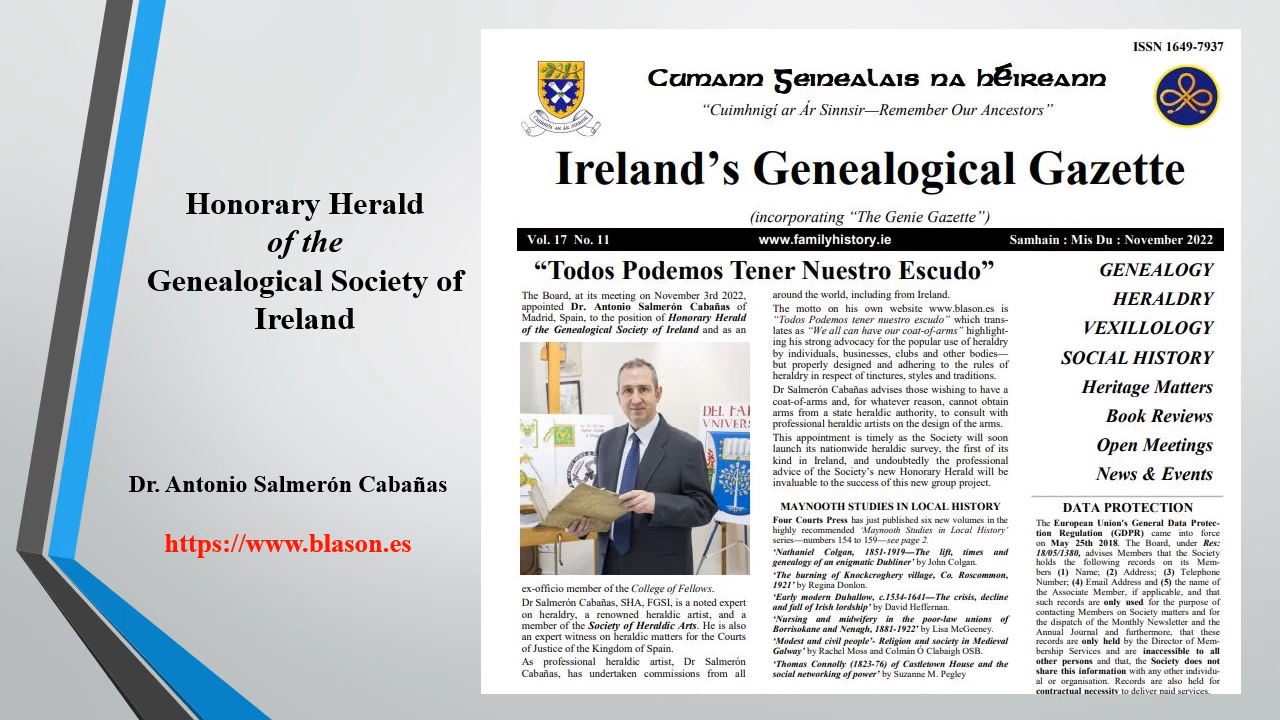 Honorary Herald
of the
Genealogical Society of
Ireland
Dr. Antonio Salmerón Cabañas
https://www.blason.es
ISSN 1649-7937
Cumann Geinealais na hÉireann
“Cuimhnigí ar Ár Sinnsir—Remember Our Ancestors”
Ireland’s Genealogical Gazette
(incorporating “The Genie Gazette”)
Vol. 17 No. 11
www.familyhistory.ie
Samhain : Mis Du : November 2022
“Todos Podemos Tener Nuestro Escudo”
The Board, at its meeting on November 3rd 2022,
appointed Dr. Antonio Salmerón Cabañas of
Madrid, Spain, to the position of Honorary Herald
of the Genealogical Society of Ireland and as an
DEL FA
VNIVERS
ex-officio member of the College of Fellows.
Dr Salmerón Cabañas, SHA, FGSI, is a noted expert
on heraldry, a renowned heraldic artist, and a
member of the Society of Heraldic Arts. He is also
an expert witness on heraldic matters for the Courts
of Justice of the Kingdom of Spain.
As professional heraldic artist, Dr Salmerón
Cabañas, has undertaken commissions from all
around the world, including from Ireland.
The motto on his own website www.blason.es is
“Todos Podemos tener nuestro escudo” which trans-
lates as “We all can have our coat-of-arms” highlight-
ing his strong advocacy for the popular use of heraldry
by individuals, businesses, clubs and other bodies—
but properly designed and adhering to the rules of
heraldry in respect of tinctures, styles and traditions.
Dr Salmerón Cabañas advises those wishing to have a
coat-of-arms and, for whatever reason, cannot obtain
arms from a state heraldic authority, to consult with
professional heraldic artists on the design of the arms.
This appointment is timely as the Society will soon
launch its nationwide heraldic survey, the first of its
kind in Ireland, and undoubtedly the professional
advice of the Society’s new Honorary Herald will be
invaluable to the success of this new group project.
MAYNOOTH STUDIES IN LOCAL HISTORY
Four Courts Press has just published six new volumes in the
highly recommended ‘Maynooth Studies in Local History’
series—numbers 154 to 159—see page 2.
‘Nathaniel Colgan, 1851-1919—The lift, times and
genealogy of an enigmatic Dubliner’ by John Colgan.
‘The burning of Knockcroghery village, Co. Roscommon,
1921’ by Regina Donlon.
‘Early modern Duhallow, c.1534-1641—The crisis, decline
and fall of Irish lordship’ by David Heffernan.
‘Nursing and midwifery in the poor-law unions of
Borrisokane and Nenagh, 1881-1922’ by Lisa McGeeney.
‘Modest and civil people’- Religion and society in Medieval
Galway’ by Rachel Moss and Colmán Ó Clabaigh OSB.
‘Thomas Connolly (1823-76) of Castletown House and the
social networking of power’ by Suzanne M. Pegley
GENEALOGY
HERALDRY
VEXILLOLOGY
SOCIAL HISTORY
Heritage Matters
Book Reviews
Open Meetings
News & Events
DATA PROTECTION
The European Union's General Data Protec-
tion Regulation (GDPR) came into force
on May 25th 2018. The Board, under Res:
18/05/1380, advises Members that the Society
holds the following records on its Mem-
bers (1) Name; (2) Address; (3) Telephone
Number; (4) Email Address and (5) the name of
the Associate Member, if applicable, and that
such records are only used for the purpose of
contacting Members on Society matters and for
the dispatch of the Monthly Newsletter and the
Annual Journal and furthermore, that these
records are only held by the Director of Mem-
bership Services and are inaccessible to all
other persons and that, the Society does not
share this information with any other individu-
al or organisation. Records are also held for
contractual necessity to deliver paid services.